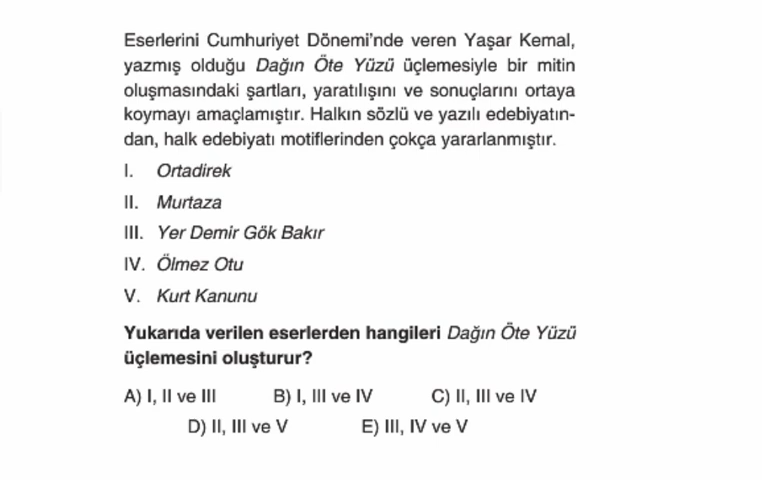 Eserlerini Cumhuriyet Dönemi'nde veren Yaşar Kemal,
yazmış olduğu Dağın Öte Yüzü üçlemesiyle bir mitin
oluşmasındaki şartları, yaratılışını ve sonuçlarını ortaya
koymayı amaçlamıştır. Halkın sözlü ve yazılı edebiyatın-
dan, halk edebiyatı motiflerinden çokça yararlanmıştır.
I. Ortadirek
II. Murtaza
III. Yer Demir Gök Bakır
IV. Ölmez Otu
V. Kurt Kanunu
Yukarıda verilen eserlerden hangileri Dağın Öte Yüzü
üçlemesini oluşturur?
A) I, II ve III B) I, III ve IV C) II, III ve IV
D) II, III ve V E) III, IV ve V